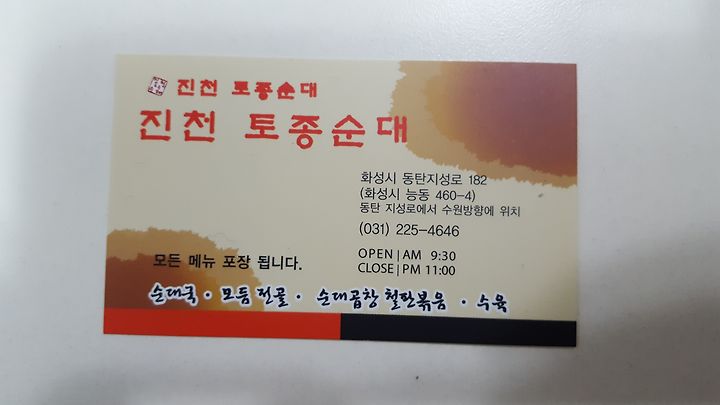 진천 토종순대
진천 토종순대
화성시 동탄지성로 182
(화성시 능동 460-4)
동탄 지성로에서 수원방향에 위치
(031) 225-4646
OPEN | AM 9:30
CLOSE | PM 11:00
모든 메뉴 포장 됩니다.
순대국 · 모듬전골 · 순대곱창 철판볶음 · 수육